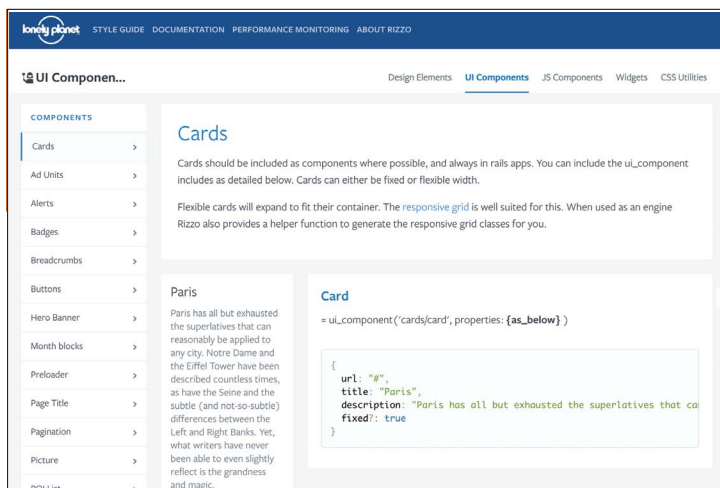 lonely planet STYLE GUIDE DOCUMENTATION PERFORMANCE MONITORING ABOUT RIZZO
UI Componen...
Design Elements UI Components JS Components Widgets CSS Utilities
COMPONENTS
Cards
Ad Units
Alerts
Badges
Breadcrumbs
Buttons
Hero Banner
Month blocks
Preloader
Page Title
Pagination
Picture
POI List
Cards
Cards should be included as components where possible, and always in rails apps. You can include the ui_component
includes as detailed below. Cards can either be fixed or flexible width.
Flexible cards will expand to fit their container. The responsive grid is well suited for this. When used as an engine
Rizzo also provides a helper function to generate the responsive grid classes for you.
Paris
Paris has all but exhausted
the superlatives that can
reasonably be applied to
any city. Notre Dame and
the Eiffel Tower have been
described countless times,
as have the Seine and the
subtle (and not-so-subtle)
differences between the
Left and Right Banks. Yet,
what writers have never
been able to even slightly
reflect is the grandness
and magic.
Card
= ui_component('cards/card', properties: {as_below} )
{
url: "#",
title: "Paris",
description: "Paris has all but exhausted the superlatives that ca
fixed?: true
}